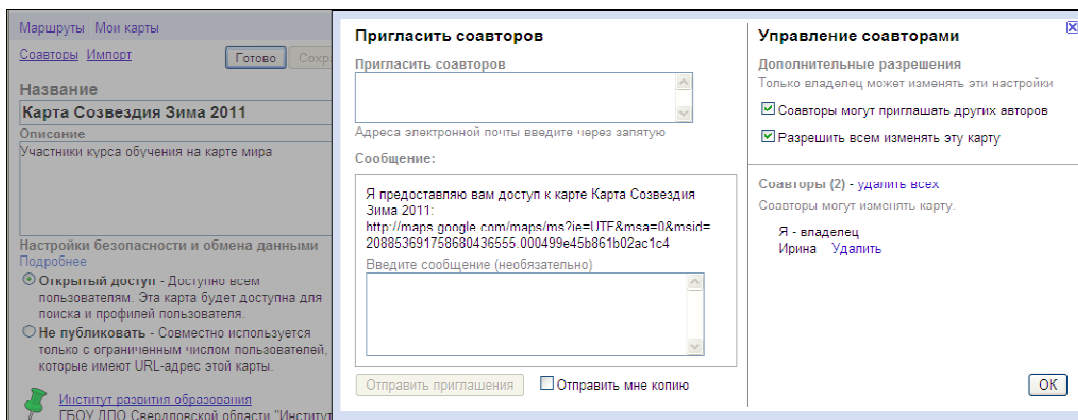 Маршруты Мои карты
Соавторы Импорт
Готово
Сохр
Название
Карта Созвездия Зима 2011
Описание
Участники курса обучения на карте мира
Настройки безопасности и обмена данными
Подробнее
Открытый доступ - Доступно всем
пользователям. Эта карта будет доступна для
поиска и профилей пользователя.
Не публиковать - Совместно используется
только с ограниченным числом пользователей,
которые имеют URL-адрес этой карты.
Институт развития образования
ГБОУ ДПО Свердловской области "Институт
Пригласить соавторов
Пригласить соавторов
Адреса электронной почты введите через запятую
Сообщение:
Я предоставляю вам доступ к карте Карта Созвездия
Зима 2011:
http://maps.google.com/maps/ms?ie=UTF&msa=0&msid=
208853691758680436555.000499e45b861b02ac1c4
Введите сообщение (необязательно)
Отправить приглашения
Отправить мне копию
Управление соавторами
Дополнительные разрешения
Только владелец может изменять эти настройки
Соавторы могут приглашать других авторов
Разрешить всем изменять эту карту
Соавторы (2) - удалить всех
Соавторы могут изменять карту.
Я - владелец
Ирина Удалить
OK